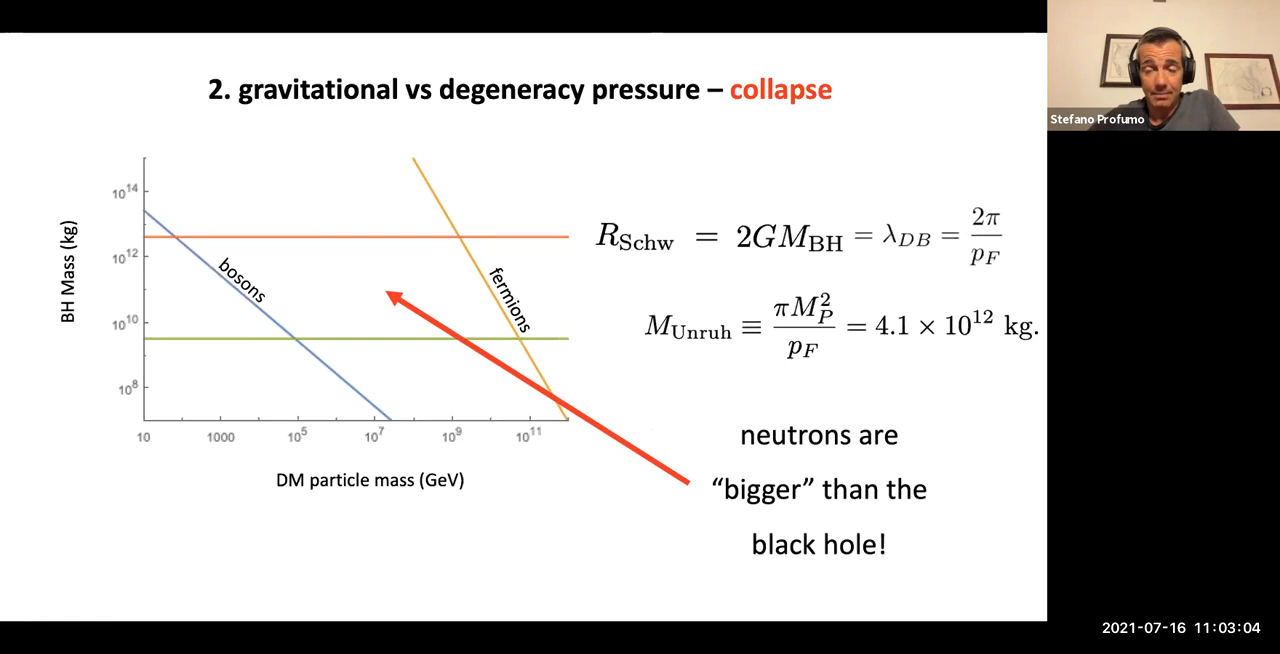 2. gravitational vs degeneracy pressure – collapse
Stefano Profumo
BH Mass (kg)
10^14
10^12
10^10
10^8
bosons
fermions
10
1000
10^5
10^7
10^9
10^11
DM particle mass (GeV)
R_Schw = 2GM_BH = λ_DB = 2π / p_F
M_Unruh ≡ πM_P^2 / p_F = 4.1 × 10^12 kg.
neutrons are
“bigger” than the
black hole!
2021-07-16 11:03:04